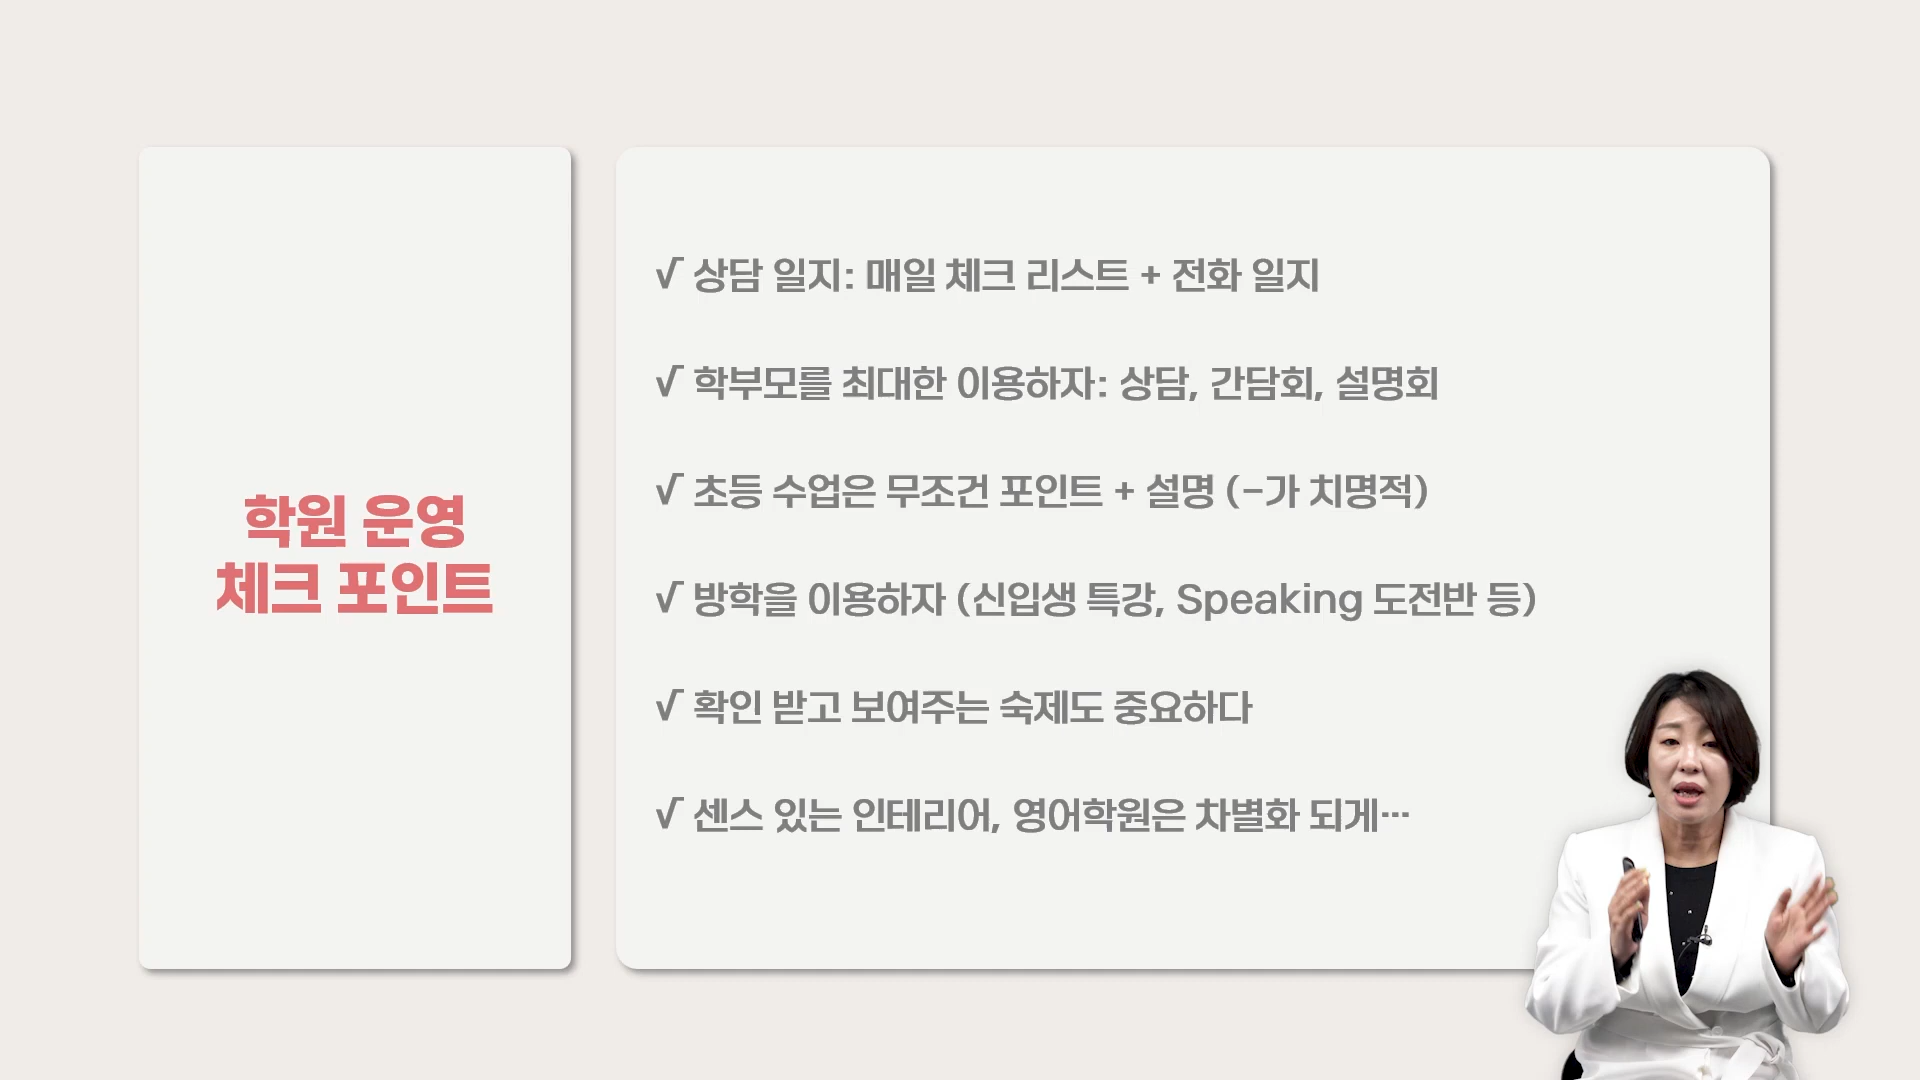 학원 운영
체크 포인트
√ 상담 일지: 매일 체크 리스트 + 전화 일지
√ 학부모를 최대한 이용하자: 상담, 간담회, 설명회
√ 초등 수업은 무조건 포인트 + 설명 (-가 치명적)
√ 방학을 이용하자 (신입생 특강, Speaking 도전반 등)
√ 확인 받고 보여주는 숙제도 중요하다
√ 센스 있는 인테리어, 영어학원은 차별화 되게…